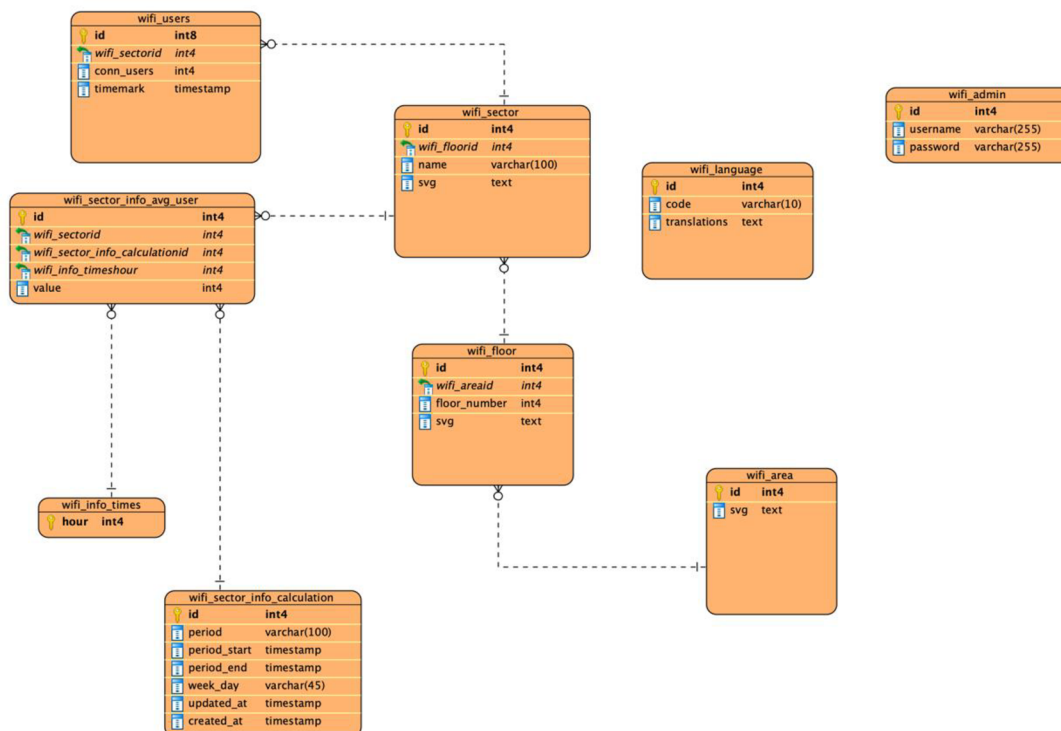 wifi_users
id int8
wifi_sectorid int4
conn_users int4
timemark timestamp
wifi_sector
id int4
wifi_floorid int4
name varchar(100)
svg text
wifi_admin
id int4
username varchar(255)
password varchar(255)
wifi_language
id int4
code varchar(10)
translations text
wifi_sector_info_avg_user
id int4
wifi_sectorid int4
wifi_sector_info_calculationid int4
wifi_info_timeshour int4
value int4
wifi_floor
id int4
wifi_areaid int4
floor_number int4
svg text
wifi_area
id int4
svg text
wifi_info_times
hour int4
wifi_sector_info_calculation
id int4
period varchar(100)
period_start timestamp
period_end timestamp
week_day varchar(45)
updated_at timestamp
created_at timestamp